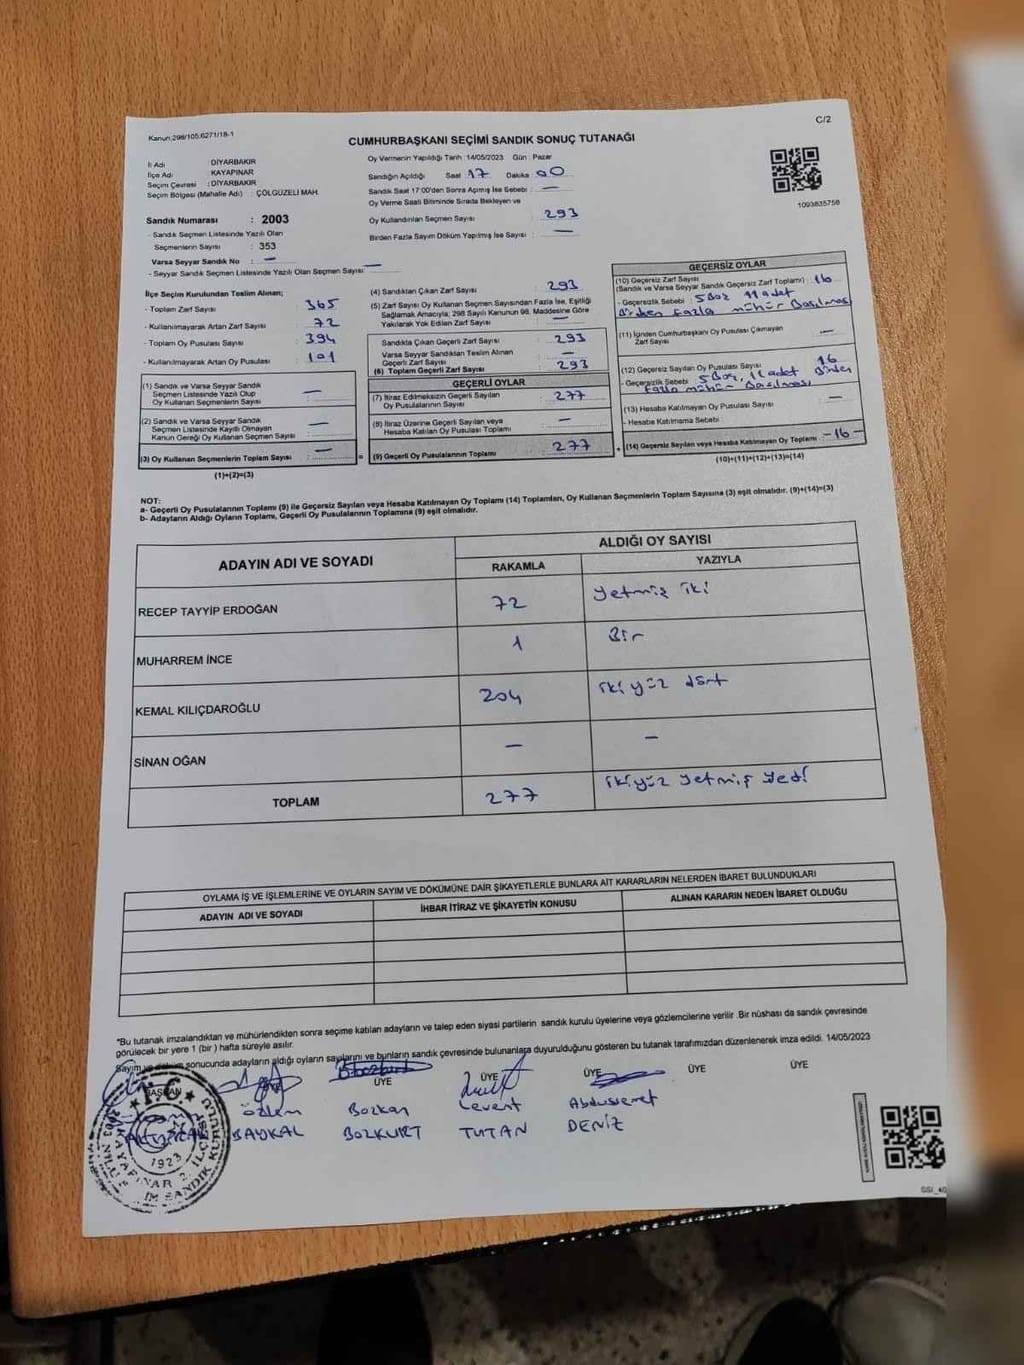 Kanun:298/105;6271/18-1
C/2
CUMHURBAŞKANI SEÇİMİ SANDIK SONUÇ TUTANAĞI
İl Adı : DİYARBAKIR
İlçe Adı : KAYAPINAR
Seçim Çevresi : DİYARBAKIR
Seçim Bölgesi (Mahalle Adı) : ÇÖLGÜZELİ MAH.
Sandık Numarası : 2003
- Sandık Seçmen Listesinde Yazılı Olan
Seçmenlerin Sayısı : 353
Varsa Seyyar Sandık No : —
- Seyyar Sandık Seçmen Listesinde Yazılı Olan Seçmen Sayısı —
Oy Vermenin Yapıldığı Tarih 14/05/2023 Gün : Pazar
Sandığın Açıldığı Saat 17 Dakika 00
Sandık Saat 17:00'den Sonra Açılmış İse Sebebi : —
Oy Verme Saati Bitiminde Sırada Bekleyen ve
Oy Kullandırılan Seçmen Sayısı : 293
Birden Fazla Sayım Döküm Yapılmış İse Sayısı : —
1093835758
İlçe Seçim Kurulundan Teslim Alınan;
- Toplam Zarf Sayısı : 365
- Kullanılmayarak Artan Zarf Sayısı : 72
- Toplam Oy Pusulası Sayısı : 394
- Kullanılmayarak Artan Oy Pusulası : 101
(1) Sandık ve Varsa Seyyar Sandık
Seçmen Listesinde Yazılı Olup
Oy Kullanan Seçmenlerin Sayısı : —
(2) Sandık ve Varsa Seyyar Sandık
Seçmen Listesinde Kayıtlı Olmayan
Kanun Gereği Oy Kullanan Seçmen Sayısı : —
(3) Oy Kullanan Seçmenlerin Toplam Sayısı : —
(1)+(2)=(3)
(4) Sandıktan Çıkan Zarf Sayısı : 293
(5) Zarf Sayısı Oy Kullanan Seçmen Sayısından Fazla İse, Eşitliği
Sağlamak Amacıyla; 298 Sayılı Kanunun 98. Maddesine Göre
Yakılarak Yok Edilen Zarf Sayısı : —
Sandıkta Çıkan Geçerli Zarf Sayısı : 293
Varsa Seyyar Sandıktan Teslim Alınan
Geçerli Zarf Sayısı : —
(6) Toplam Geçerli Zarf Sayısı : 293
GEÇERLİ OYLAR
(7) İtiraz Edilmeksizin Geçerli Sayılan
Oy Pusulalarının Sayısı : 277
(8) İtiraz Üzerine Geçerli Sayılan veya
Hesaba Katılan Oy Pusulası Toplamı : —
(9) Geçerli Oy Pusulalarının Toplamı : 277
GEÇERSİZ OYLAR
(10) Geçersiz Zarf Sayısı
(Sandık ve Varsa Seyyar Sandık Geçersiz Zarf Toplamı) : 16
- Geçersizlik Sebebi : 5 Boş 11 adet
Birden fazla mühür Basılması
(11) İçinden Cumhurbaşkanı Oy Pusulası Çıkmayan
Zarf Sayısı : —
(12) Geçersiz Sayılan Oy Pusulası Sayısı : 16
- Geçersizlik Sebebi : 5 Boş, 11 adet Birden
Fazla mühür Basılması
(13) Hesaba Katılmayan Oy Pusulası Sayısı : —
- Hesaba Katılmama Sebebi :
(14) Geçersiz Sayılan veya Hesaba Katılmayan Oy Toplamı : -16-
(10)+(11)+(12)+(13)=(14)
NOT:
a- Geçerli Oy Pusulalarının Toplamı (9) ile Geçersiz Sayılan veya Hesaba Katılmayan Oy Toplamı (14) Toplamları, Oy Kullanan Seçmenlerin Toplam Sayısına (3) eşit olmalıdır. (9)+(14)=(3)
b- Adayların Aldığı Oyların Toplamı, Geçerli Oy Pusulalarının Toplamına (9) eşit olmalıdır.
ADAYIN ADI VE SOYADI
ALDIĞI OY SAYISI
RAKAMLA YAZIYLA
RECEP TAYYİP ERDOĞAN 72 yetmiş iki
MUHARREM İNCE 1 Bir
KEMAL KILIÇDAROĞLU 204 iki yüz dört
SİNAN OĞAN — —
TOPLAM 277 ikiyüz yetmiş yedi
OYLAMA İŞ VE İŞLEMLERİNE VE OYLARIN SAYIM VE DÖKÜMÜNE DAİR ŞİKAYETLERLE BUNLARA AİT KARARLARIN NELERDEN İBARET BULUNDUKLARI
ADAYIN ADI VE SOYADI İHBAR İTİRAZ VE ŞİKAYETİN KONUSU ALINAN KARARIN NEDEN İBARET OLDUĞU
*Bu tutanak imzalandıktan ve mühürlendikten sonra seçime katılan adayların ve talep eden siyasi partilerin sandık kurulu üyelerine veya gözlemcilerine verilir .Bir nüshası da sandık çevresinde
görülecek bir yere 1 (bir ) hafta süreyle asılır.
Sayım ve döküm sonucunda adayların aldığı oyların sayılarını ve bunların sandık çevresinde bulunanlara duyurulduğunu gösteren bu tutanak tarafımızdan düzenlenerek imza edildi. 14/05/2023
BAŞKAN ÜYE ÜYE ÜYE ÜYE ÜYE ÜYE
özlem Bozkan Levent Abdussamet
BAYKAL BOZKURT TUTAN DENİZ
T.C.
1923